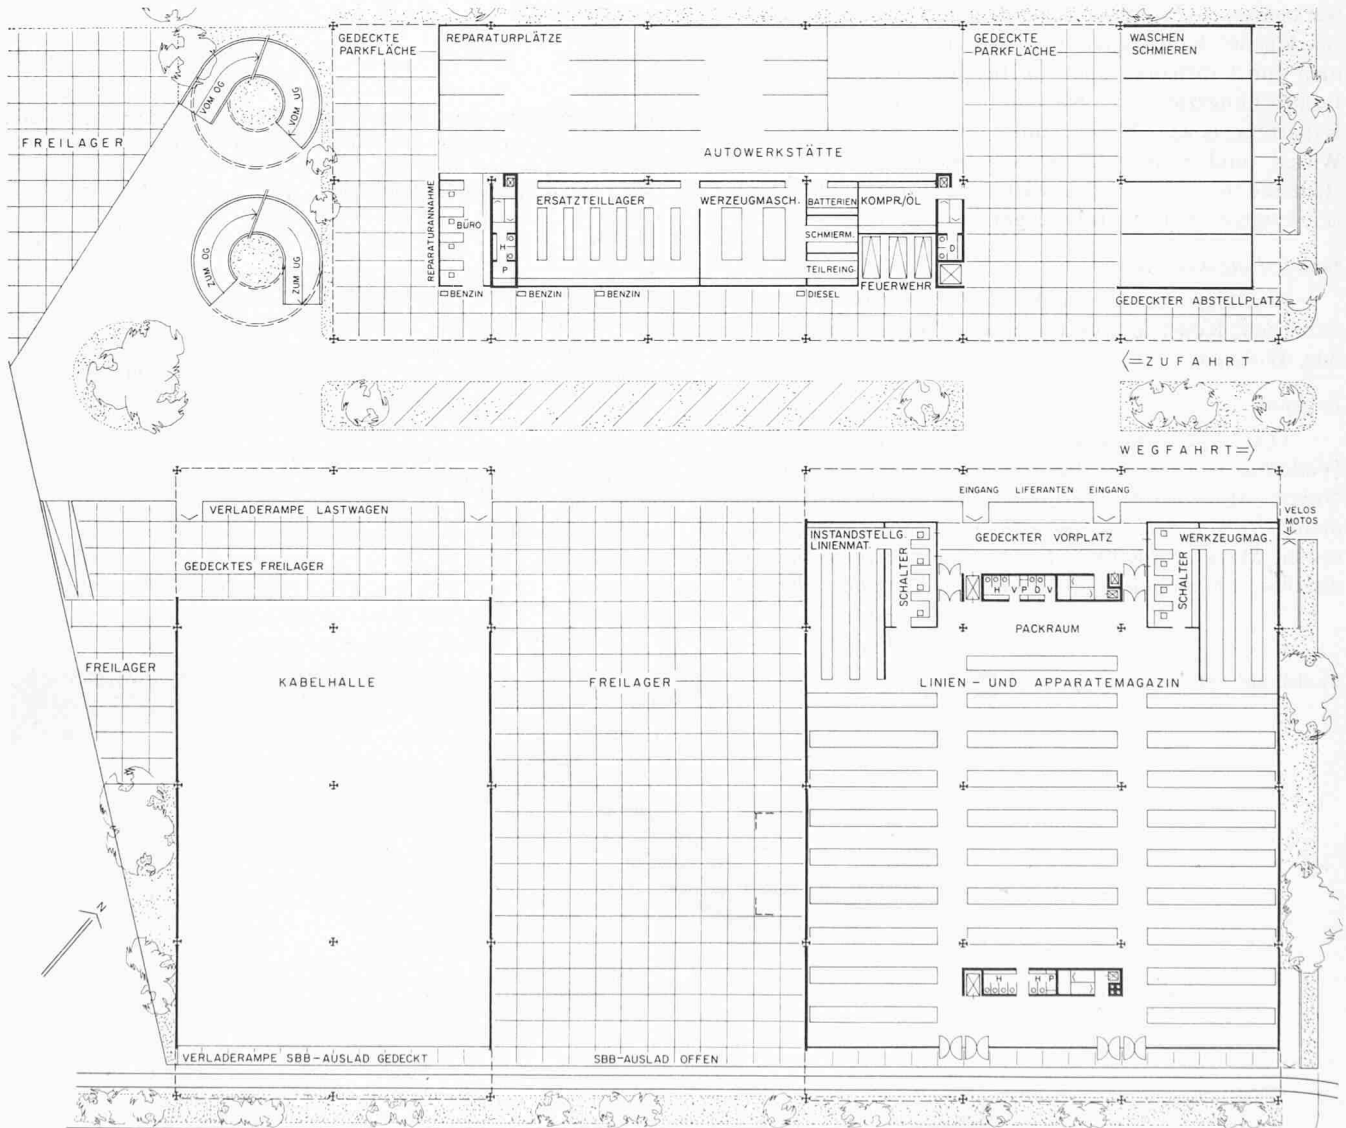 GEDECKTE
PARKFLÄCHE
REPARATURPLÄTZE
GEDECKTE
PARKFLÄCHE
WASCHEN
SCHMIEREN
VOM OG
VOM UG
FREILAGER
AUTOWERKSTÄTTE
REPARATURANNAHME
BÜRO
H
P
ERSATZTEILLAGER
WERZEUGMASCH.
BATTERIEN
KOMPR./ÖL
SCHMIERM.
TEILREING.
FEUERWEHR
D
ZUM OG
ZUM UG
BENZIN
BENZIN
BENZIN
DIESEL
GEDECKTER ABSTELLPLATZ
ZUFAHRT
WEGFAHRT
EINGANG LIFERANTEN EINGANG
VERLADERAMPE LASTWAGEN
VELOS
MOTOS
INSTANDSTELLG.
LINIENMAT.
SCHALTER
GEDECKTER VORPLATZ
SCHALTER
WERKZEUGMAG.
GEDECKTES FREILAGER
H V P D V
PACKRAUM
FREILAGER
KABELHALLE
FREILAGER
LINIEN- UND APPARATEMAGAZIN
N
H H P
VERLADERAMPE SBB-AUSLAD GEDECKT
SBB-AUSLAD OFFEN